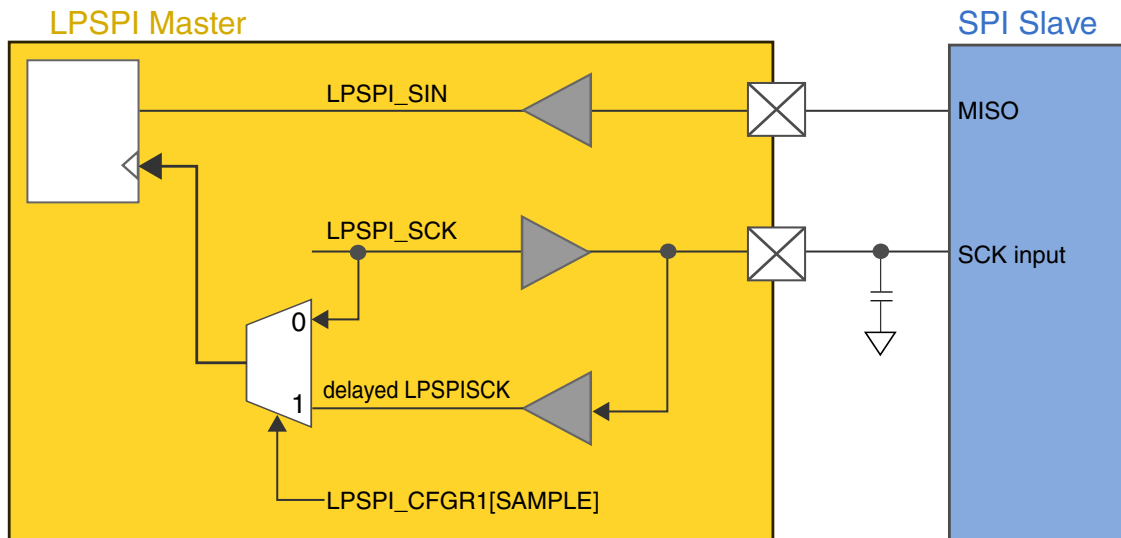 LPSPI Master
SPI Slave
LPSPI_SIN
MISO
LPSPI_SCK
SCK input
0
1
delayed LPSPISCK
LPSPI_CFGR1[SAMPLE]